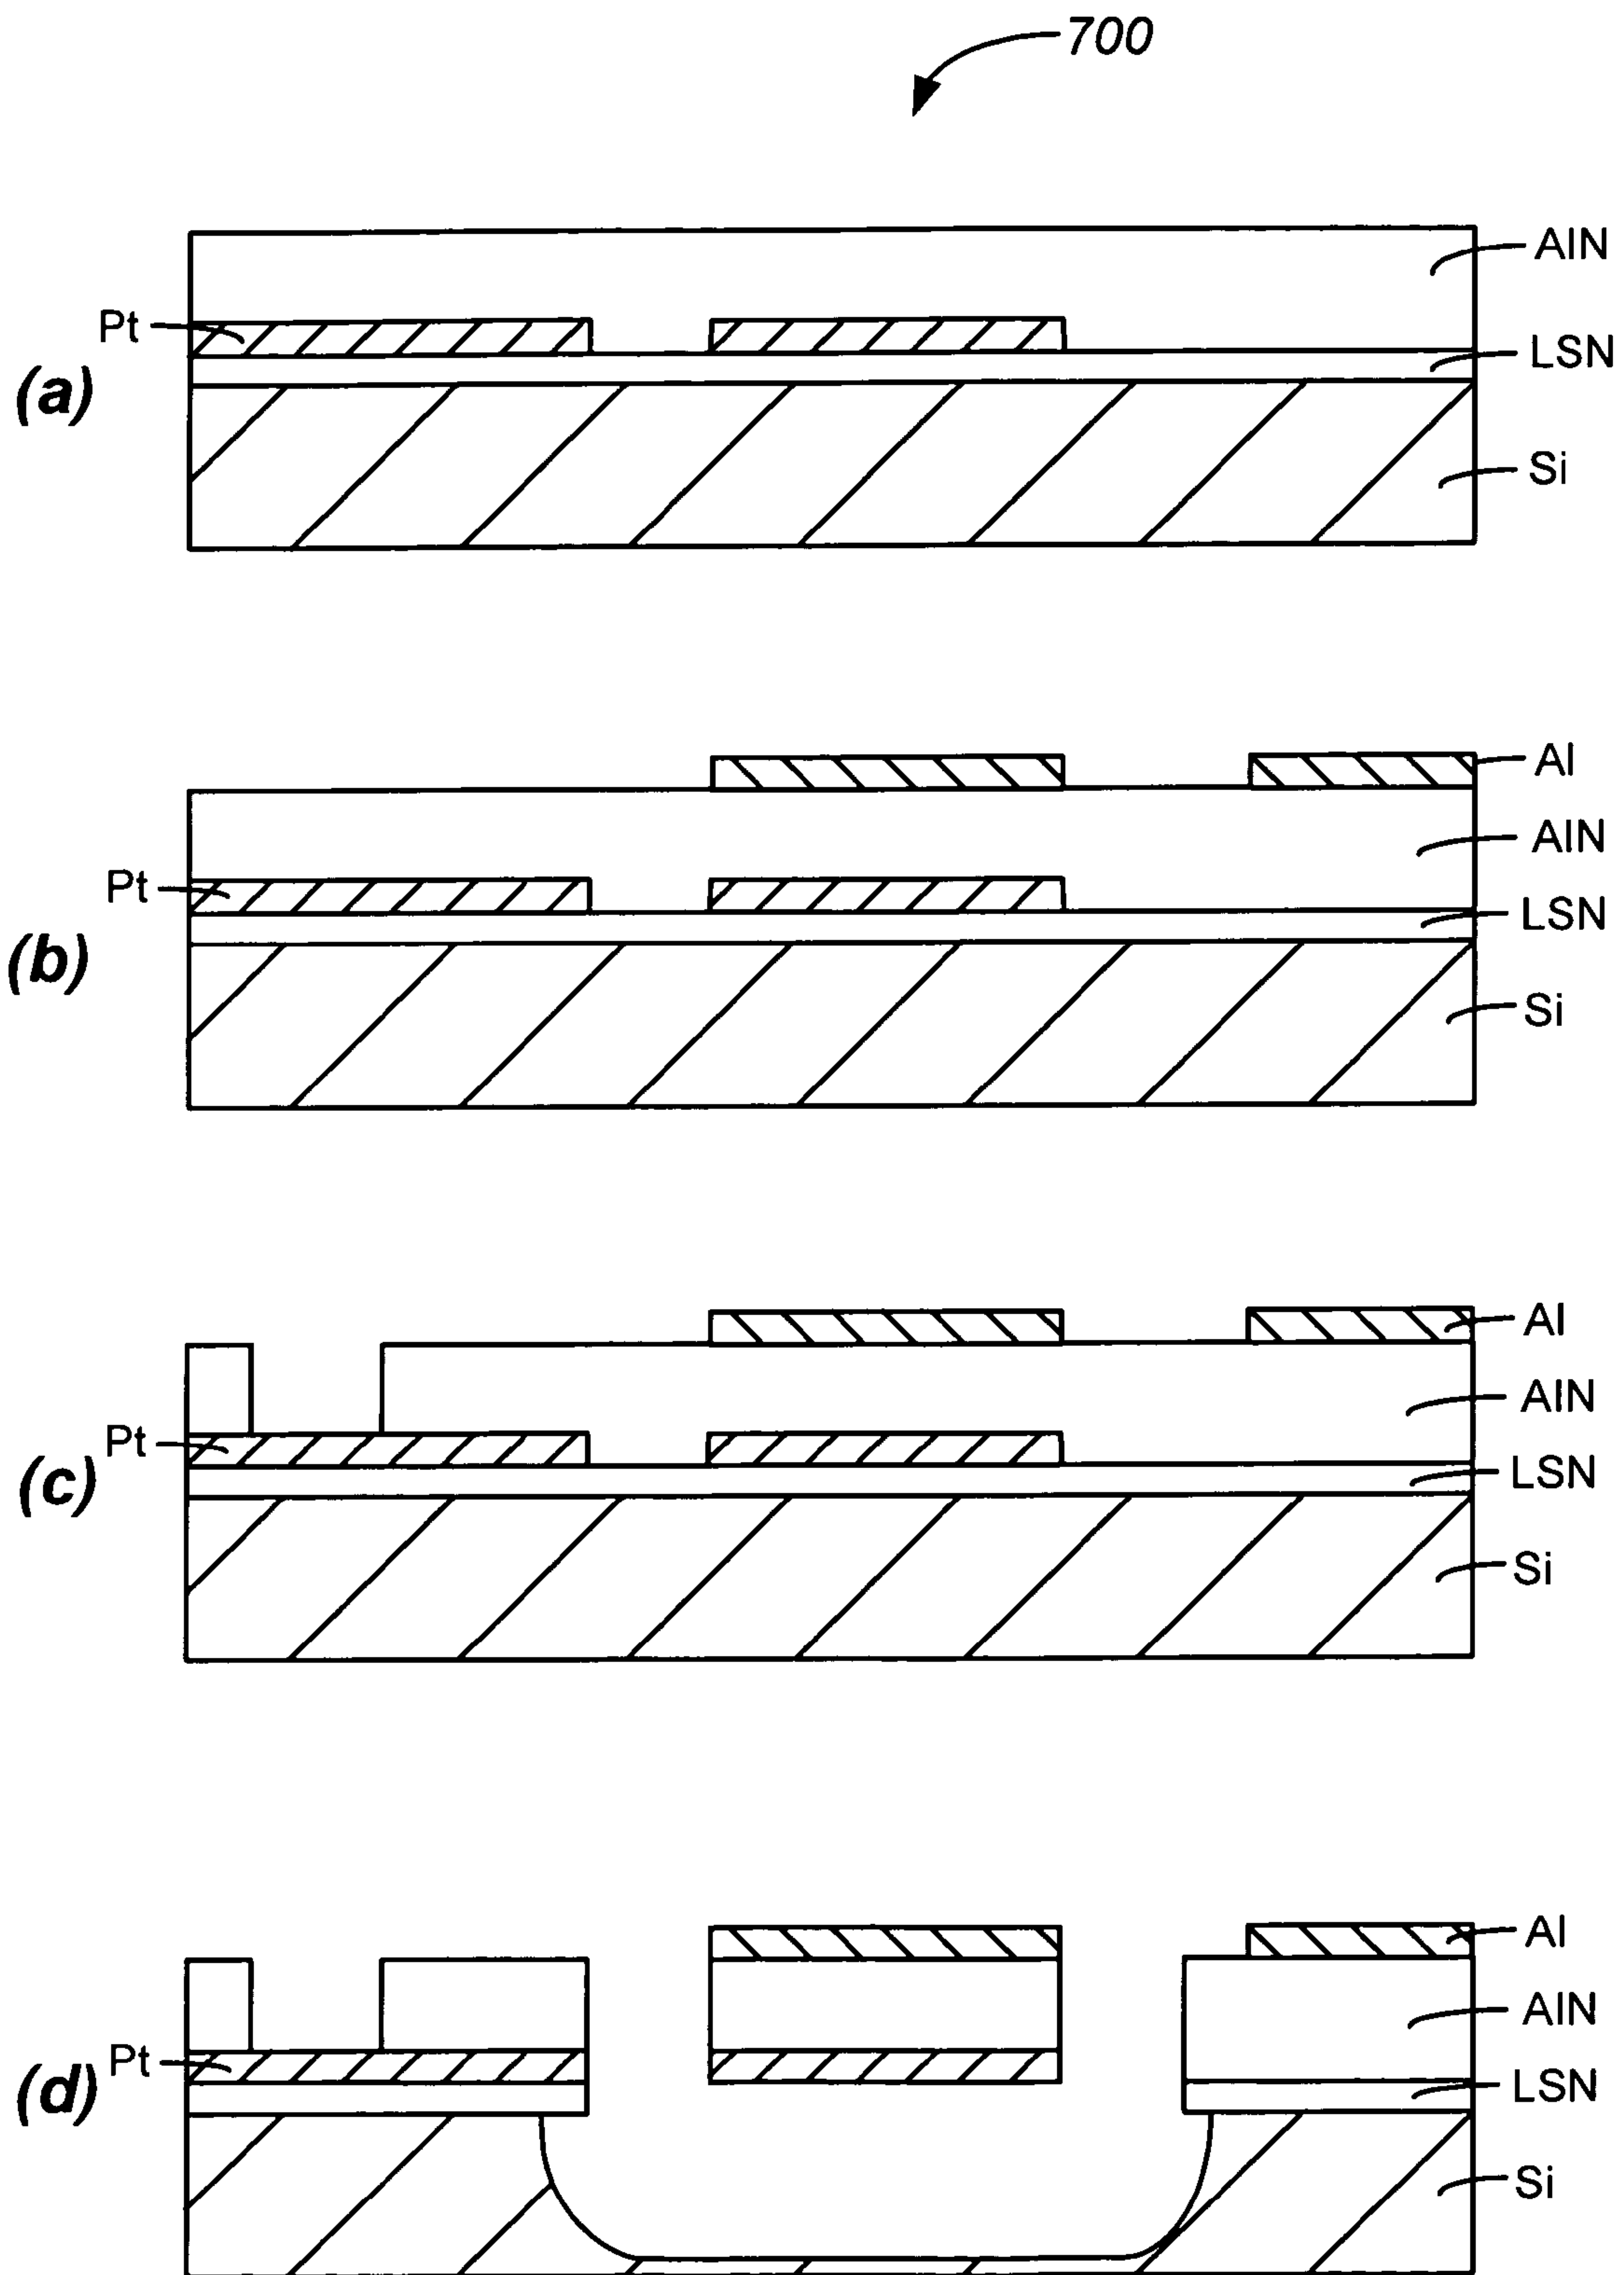 700
AlN
Pt
LSN
(a)
Si
Al
AlN
Pt
LSN
(b)
Si
Al
AlN
Pt
LSN
(c)
Si
Al
AlN
Pt
LSN
(d)
Si